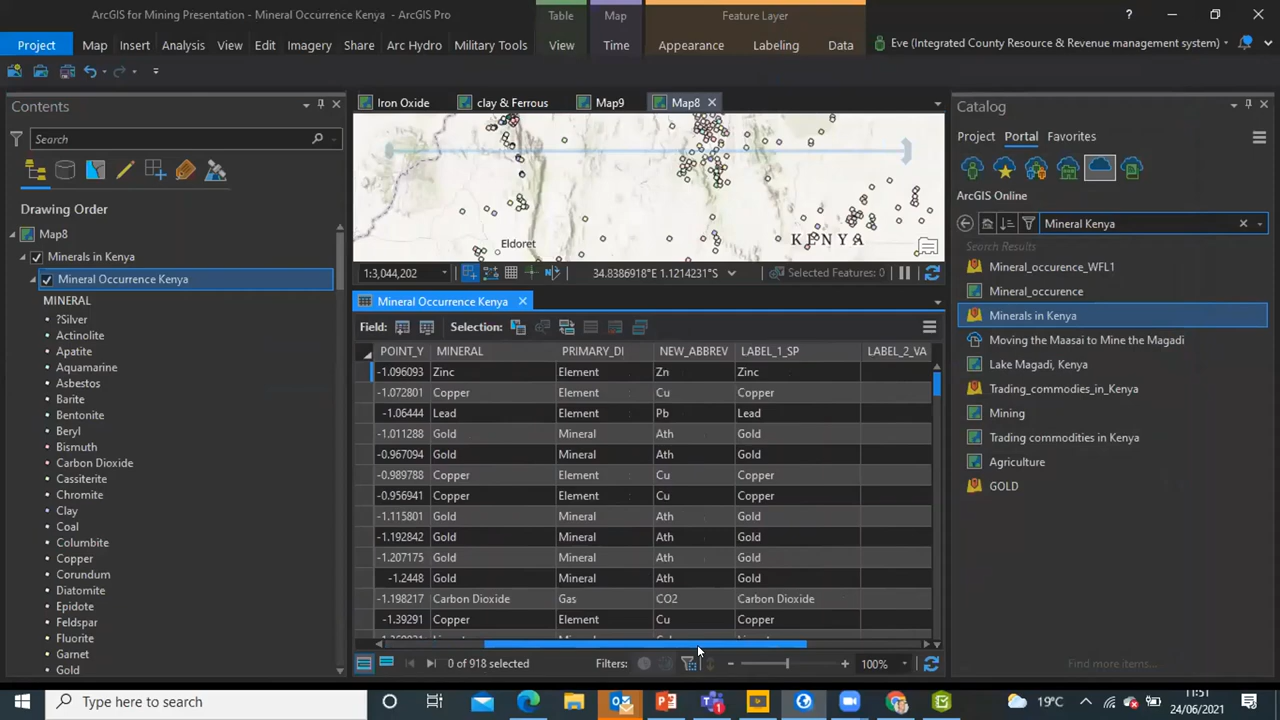 ArcGIS for Mining Presentation - Mineral Occurrence Kenya - ArcGIS Pro
Table
Map
Feature Layer
?
Project
Map
Insert
Analysis
View
Edit
Imagery
Share
Arc Hydro
Military Tools
View
Time
Appearance
Labeling
Data
Eve (Integrated County Resource & Revenue management system)
Contents
Search
Drawing Order
Map8
Minerals in Kenya
Mineral Occurrence Kenya
MINERAL
?Silver
Actinolite
Apatite
Aquamarine
Asbestos
Barite
Bentonite
Beryl
Bismuth
Carbon Dioxide
Cassiterite
Chromite
Clay
Coal
Columbite
Copper
Corundum
Diatomite
Epidote
Feldspar
Fluorite
Garnet
Gold
Iron Oxide
clay & Ferrous
Map9
Map8
Eldoret
KENYA
1:3,044,202
34.8386918°E 1.1214231°S
Selected Features: 0
Mineral Occurrence Kenya
Field:
Selection:
POINT_Y MINERAL PRIMARY_DI NEW_ABBREV LABEL_1_SP LABEL_2_VA
-1.096093 Zinc Element Zn Zinc
-1.072801 Copper Element Cu Copper
-1.06444 Lead Element Pb Lead
-1.011288 Gold Mineral Ath Gold
-0.967094 Gold Mineral Ath Gold
-0.989788 Copper Element Cu Copper
-0.956941 Copper Element Cu Copper
-1.115801 Gold Mineral Ath Gold
-1.192842 Gold Mineral Ath Gold
-1.207175 Gold Mineral Ath Gold
-1.2448 Gold Mineral Ath Gold
-1.198217 Carbon Dioxide Gas CO2 Carbon Dioxide
-1.39291 Copper Element Cu Copper
0 of 918 selected
Filters:
100%
Catalog
Project
Portal
Favorites
ArcGIS Online
Mineral Kenya
Search Results
Mineral_occurence_WFL1
Mineral_occurence
Minerals in Kenya
Moving the Maasai to Mine the Magadi
Lake Magadi, Kenya
Trading_commodies_in_Kenya
Mining
Trading commodities in Kenya
Agriculture
GOLD
Find more items...
Type here to search
19°C
11:51
24/06/2021